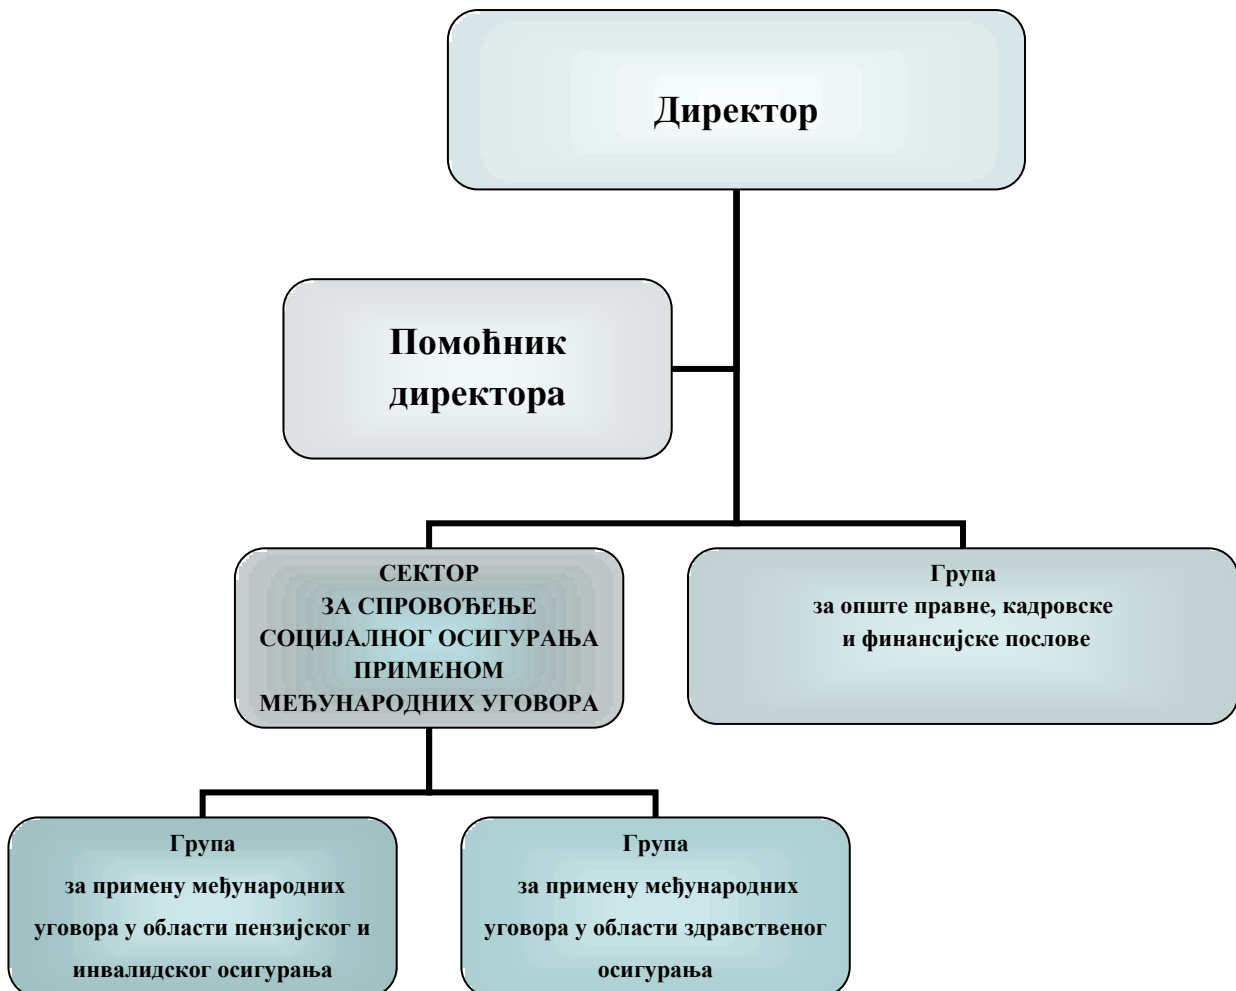 Директор
Помоћник
директора
СЕКТОР
ЗА СПРОВОЂЕЊЕ
СОЦИЈАЛНОГ ОСИГУРАЊА
ПРИМЕНОМ
МЕЂУНАРОДНИХ УГОВОРА
Група
за опште правне, кадровске
и финансијске послове
Група
за примену међународних
уговора у области пензијског и
инвалидског осигурања
Група
за примену међународних
уговора у области здравственог
осигурања